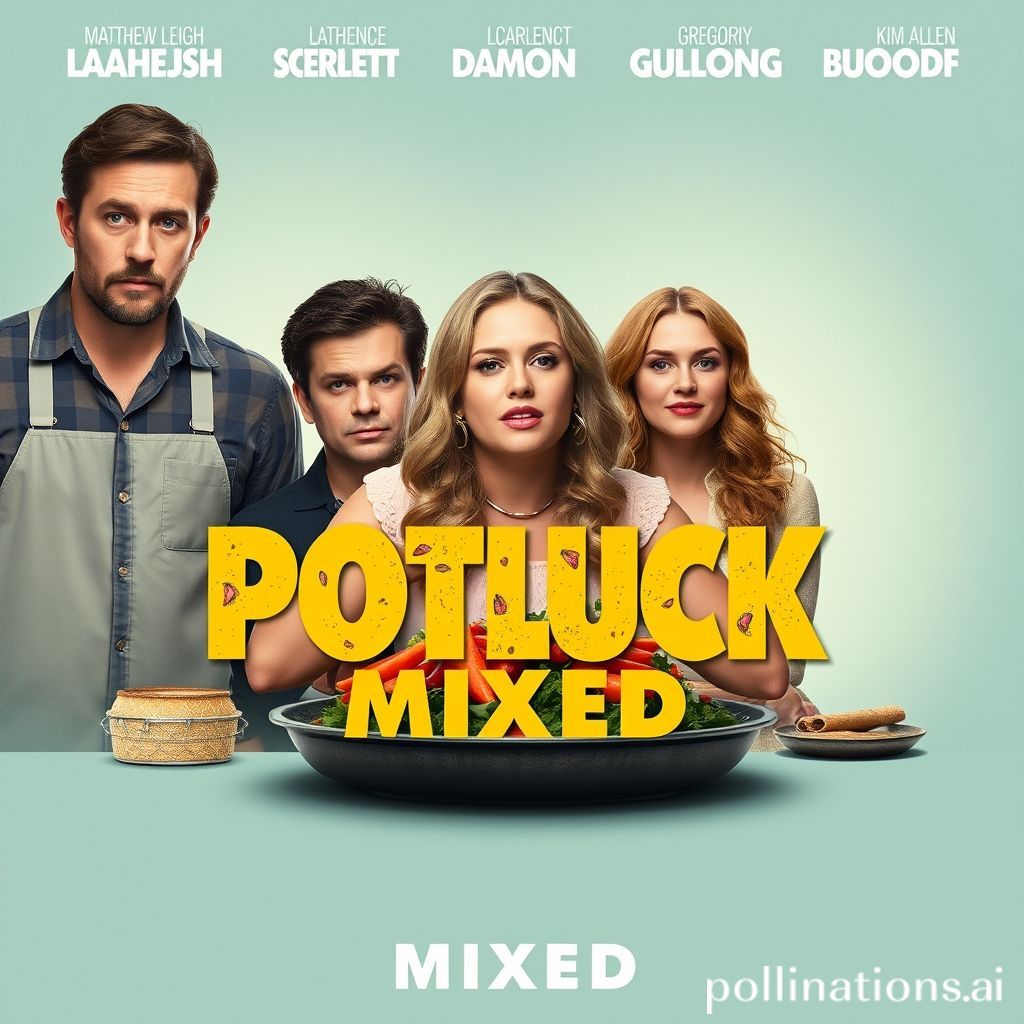 MATTHEW LEIGH LATHENCE LCARLENCT GREGORIY KIM ALLEN
LAAHEJSH SCERLETT DAMON GULLONG BUOODF
POTLUCK
MIXED
MIXED
pollinations.ai